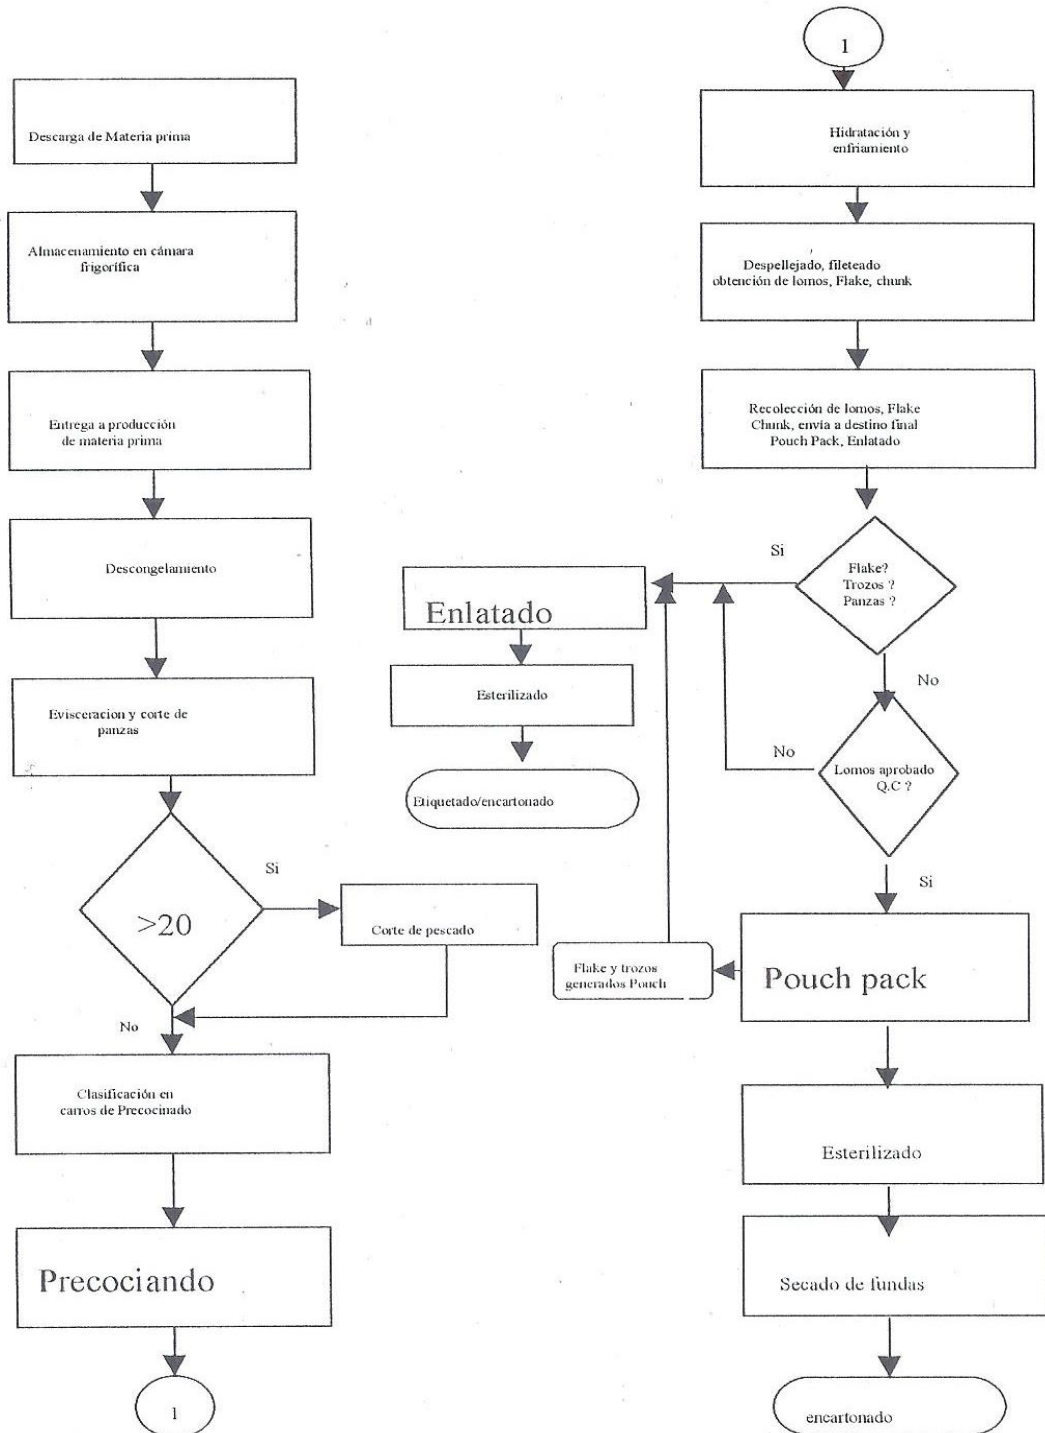 Descarga de Materia prima
Almacenamiento en cámara
frigorífica
Entrega a producción
de materia prima
Descongelamiento
Evisceracion y corte de
panzas
>20
Si
Corte de pescado
No
Clasificación en
carros de Precocinado
Precociando
1
1
Hidratación y
enfriamiento
Despellejado, fileteado
obtención de lomos, Flake, chunk
Recolección de lomos, Flake
Chunk, envía a destino final
Pouch Pack, Enlatado
Flake?
Trozos ?
Panzas ?
Si
No
Enlatado
Esterilizado
Etiquetado/encartonado
Lomos aprobado
Q.C ?
No
Si
Pouch pack
Flake y trozos
generados Pouch
Esterilizado
Secado de fundas
encartonado